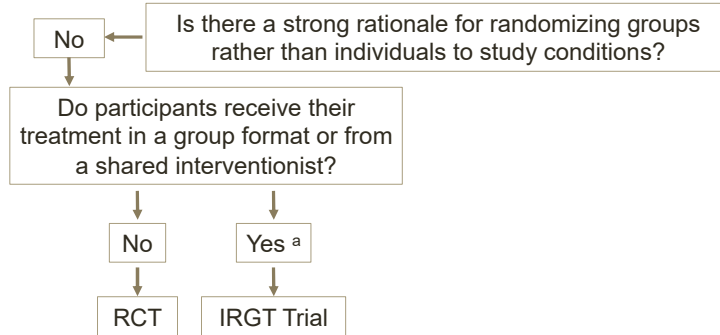 Is there a strong rationale for randomizing groups
rather than individuals to study conditions?
No
Do participants receive their
treatment in a group format or from
a shared interventionist?
No
Yes ᵃ
RCT
IRGT Trial